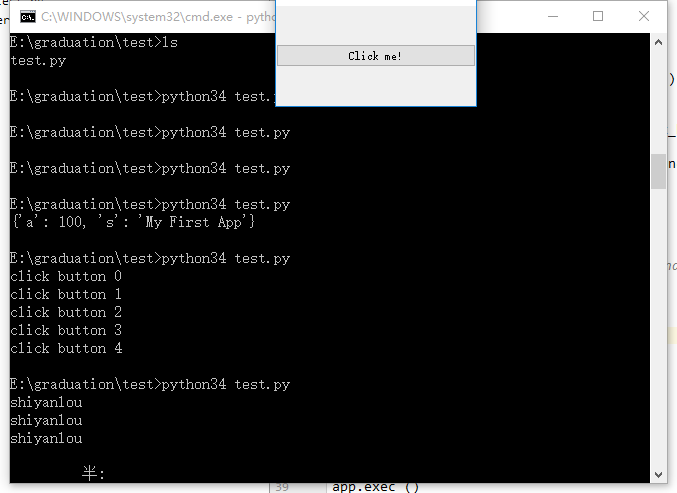 C:\WINDOWS\system32\cmd.exe - pytho
Click me!
E:\graduation\test>ls
test.py
E:\graduation\test>python34 test.
E:\graduation\test>python34 test.py
E:\graduation\test>python34 test.py
E:\graduation\test>python34 test.py
{'a': 100, 's': 'My First App'}
E:\graduation\test>python34 test.py
click button 0
click button 1
click button 2
click button 3
click button 4
E:\graduation\test>python34 test.py
shiyanlou
shiyanlou
shiyanlou
半:
39 app.exec ()